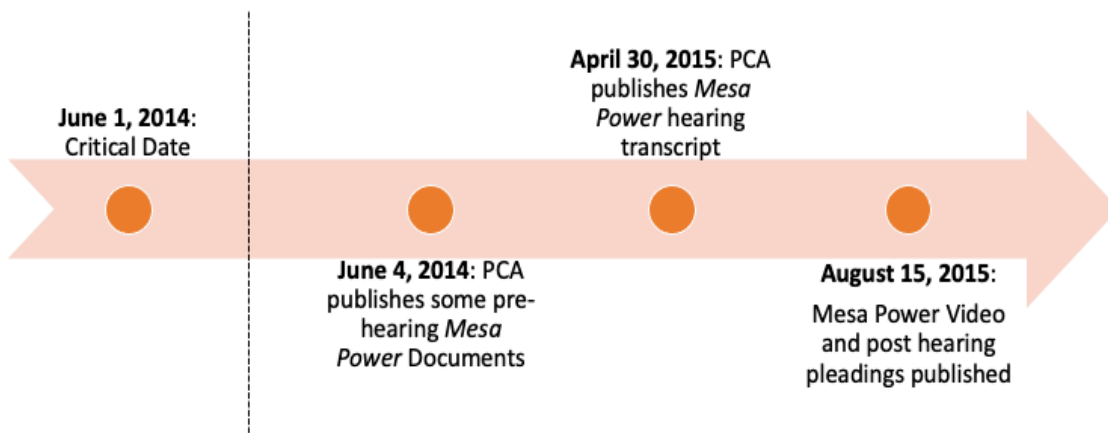 June 1, 2014:
Critical Date
June 4, 2014: PCA
publishes some pre-
hearing Mesa
Power Documents
April 30, 2015: PCA
publishes Mesa
Power hearing
transcript
August 15, 2015:
Mesa Power Video
and post hearing
pleadings published